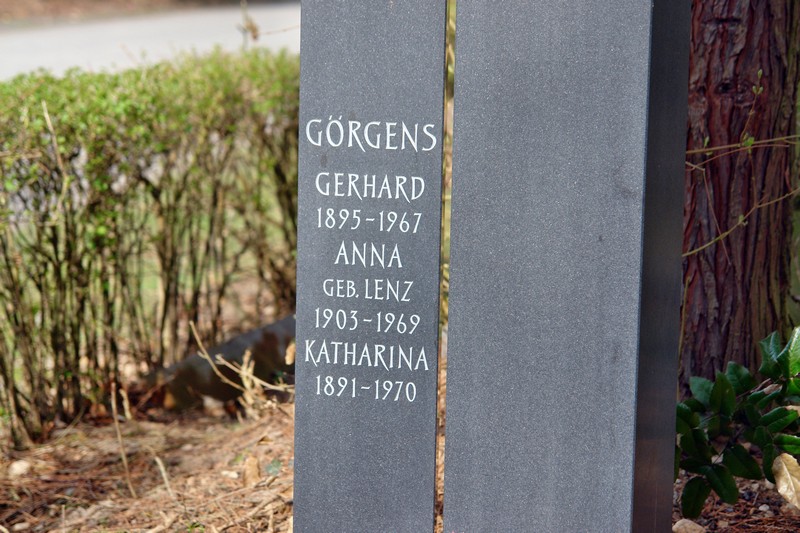 GÖRGENS
GERHARD
1895–1967
ANNA
GEB. LENZ
1903–1969
KATHARINA
1891–1970